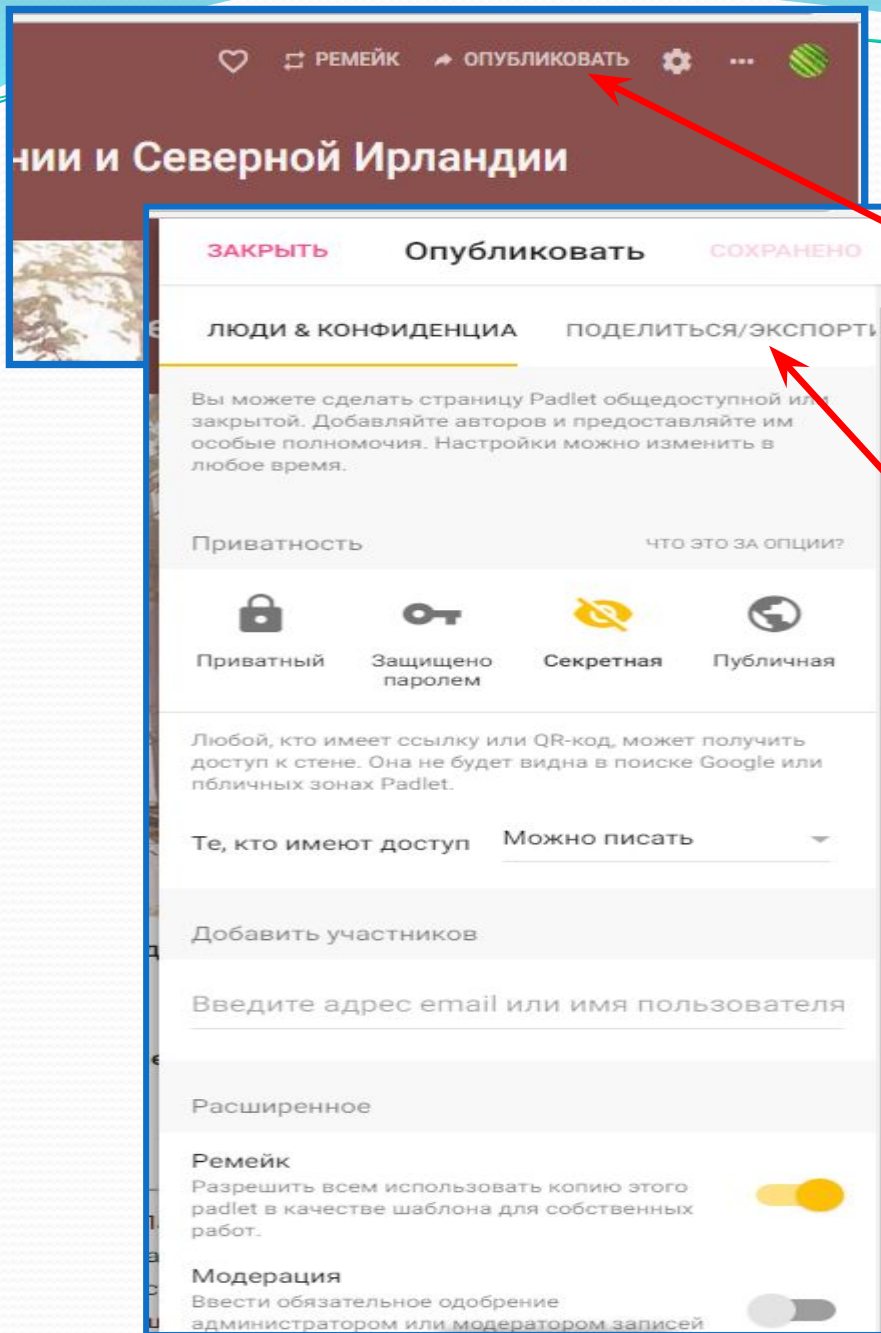 РЕМЕЙК ОПУБЛИКОВАТЬ
нии и Северной Ирландии
ЗАКРЫТЬ Опубликовать СОХРАНЕНО
ЛЮДИ & КОНФИДЕНЦИА ПОДЕЛИТЬСЯ/ЭКСПОРТИ
Вы можете сделать страницу Padlet общедоступной или
закрытой. Добавляйте авторов и предоставляйте им
особые полномочия. Настройки можно изменить в
любое время.
Приватность ЧТО ЭТО ЗА ОПЦИИ?
Приватный Защищено Секретная Публичная
паролем
Любой, кто имеет ссылку или QR-код, может получить
доступ к стене. Она не будет видна в поиске Google или
пбличных зонах Padlet.
Те, кто имеют доступ Можно писать
Добавить участников
Введите адрес email или имя пользователя
Расширенное
Ремейк
Разрешить всем использовать копию этого
padlet в качестве шаблона для собственных
работ.
Модерация
Ввести обязательное одобрение
администратором или модератором записей